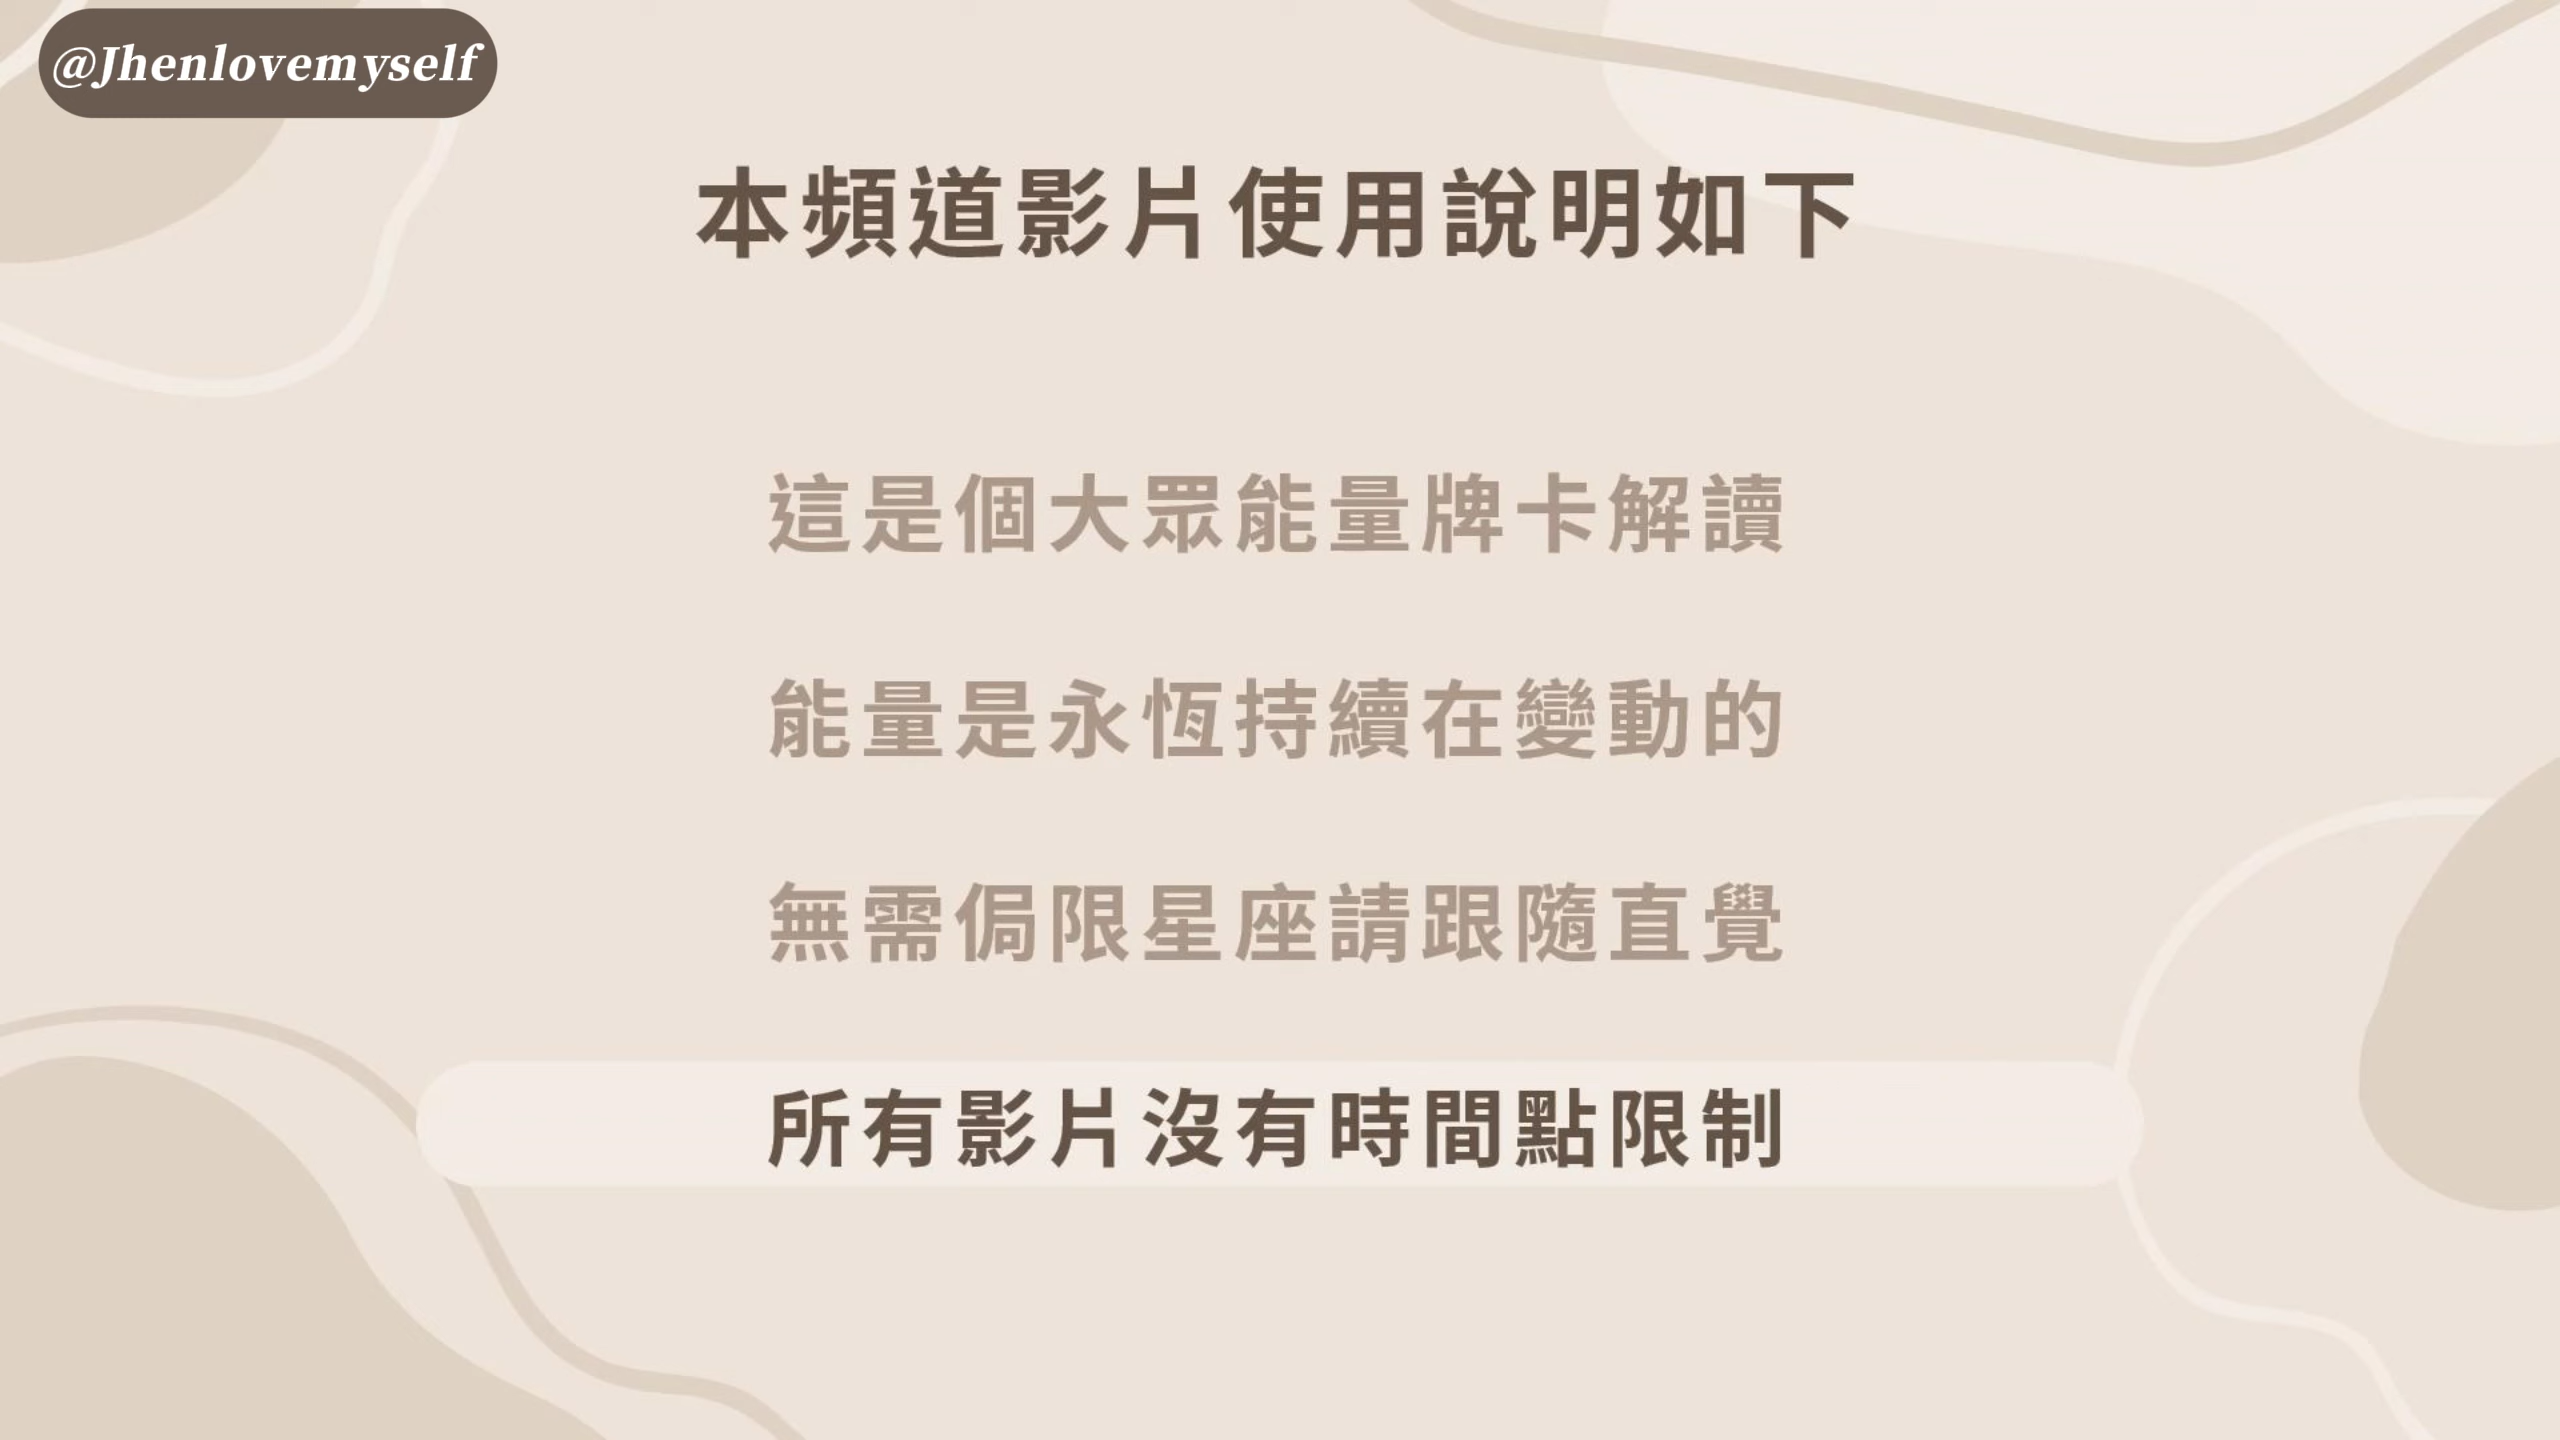 @Jhenlovemyself
本頻道影片使用說明如下
這是個大眾能量牌卡解讀
能量是永恆持續在變動的
無需侷限星座請跟隨直覺
所有影片沒有時間點限制